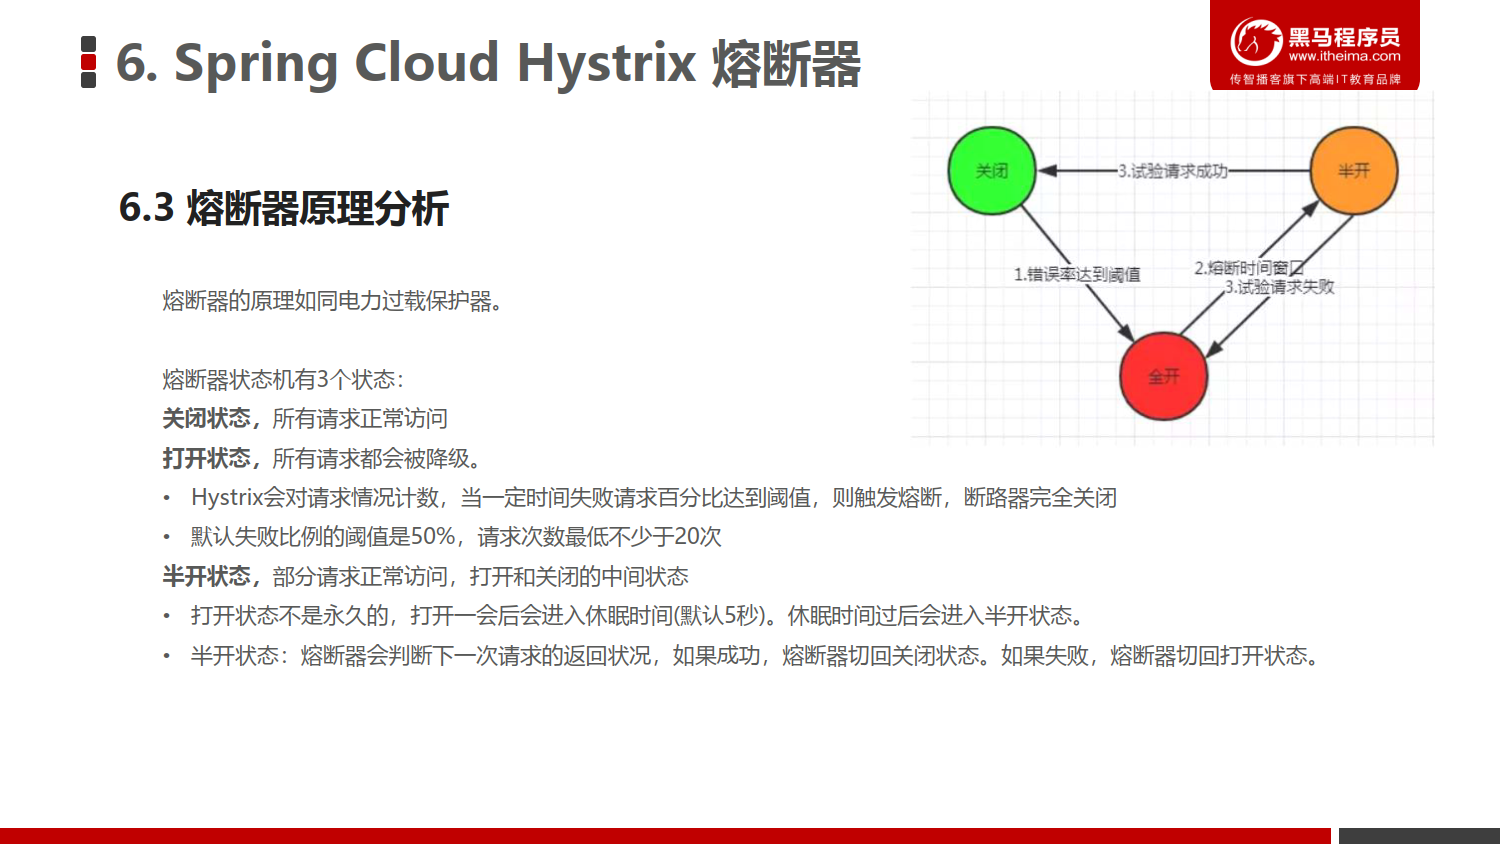 6. Spring Cloud Hystrix 熔断器
黑马程序员
www.itheima.com
传智播客旗下高端IT教育品牌
6.3 熔断器原理分析
关闭
3.试验请求成功
半开
1.错误率达到阈值
2.熔断时间窗口
3.试验请求失败
全开
熔断器的原理如同电力过载保护器。
熔断器状态机有3个状态：
关闭状态，所有请求正常访问
打开状态，所有请求都会被降级。
• Hystrix会对请求情况计数，当一定时间失败请求百分比达到阈值，则触发熔断，断路器完全关闭
• 默认失败比例的阈值是50%，请求次数最低不少于20次
半开状态，部分请求正常访问，打开和关闭的中间状态
• 打开状态不是永久的，打开一会后会进入休眠时间(默认5秒)。休眠时间过后会进入半开状态。
• 半开状态：熔断器会判断下一次请求的返回状况，如果成功，熔断器切回关闭状态。如果失败，熔断器切回打开状态。